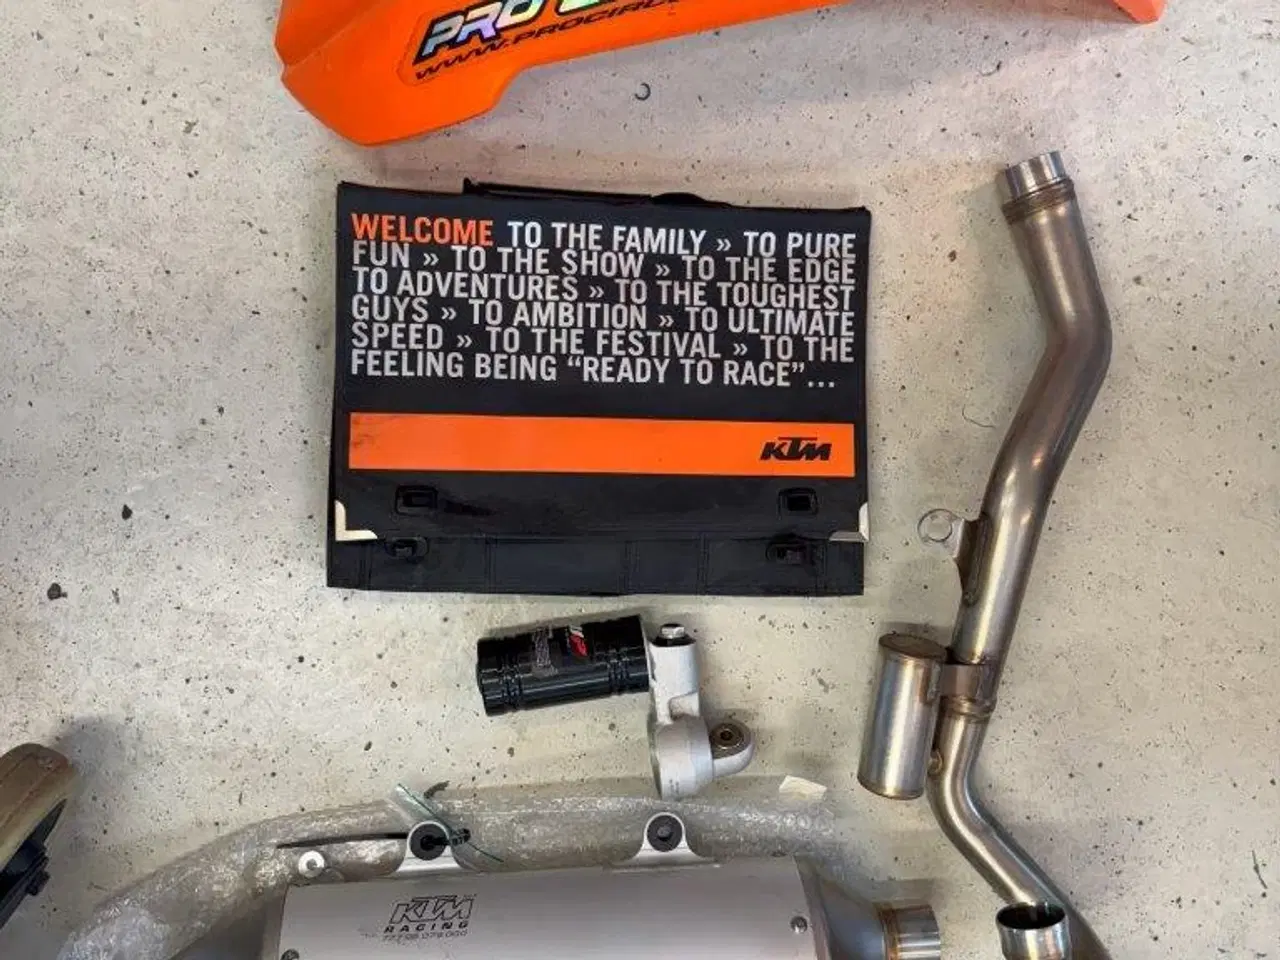 PRO
WWW.PROCIRC
WELCOME TO THE FAMILY » TO PURE
FUN » TO THE SHOW » TO THE EDGE
TO ADVENTURES » TO THE TOUGHEST
GUYS » TO AMBITION » TO ULTIMATE
SPEED » TO THE FESTIVAL » TO THE
FEELING BEING “READY TO RACE”...
KTM
KTM
RACING